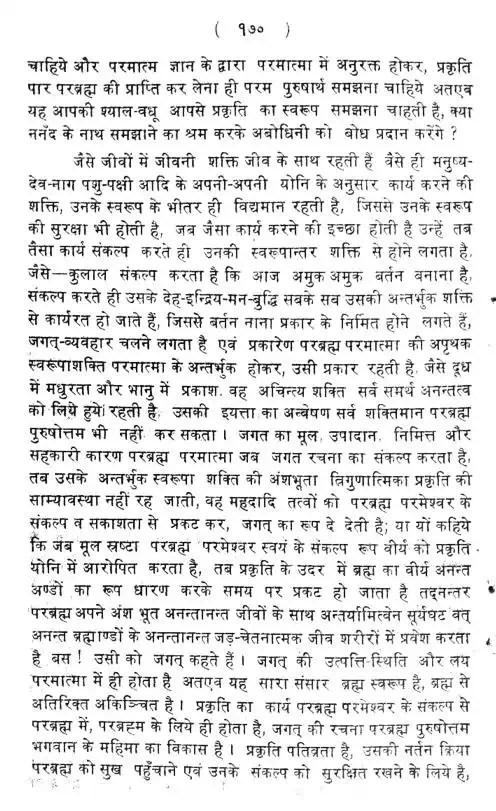 ( १७० )
चाहिये और परमात्म ज्ञान के द्वारा परमात्मा में अनुरक्त होकर, प्रकृति
पार परब्रह्म की प्राप्ति कर लेना ही परम पुरुषार्थ समझना चाहिये अतएब
यह आपकी श्याल-वधू आपसे प्रकृति का स्वरूप समझना चाहती है, क्या
ननँद के नाथ समझाने का श्रम करके अबोधिनी को बोध प्रदान करेंगे ?
जैसे जीवों में जीवनी शक्ति जीव के साथ रहती हैं वैसे ही मनुष्य-
देव-नाग पशु-पक्षी आदि के अपनी-अपनी योनि के अनुसार कार्य करने की
शक्ति, उनके स्वरूप के भीतर ही विद्यमान रहती है, जिससे उनके स्वरूप
की सुरक्षा भी होती है, जब जैसा कार्य करने की इच्छा होती है उन्हें तब
तैसा कार्य संकल्प करते ही उनकी स्वरूपान्तर शक्ति से होने लगता है,
जैसे—कुलाल संकल्प करता है कि आज अमुक अमुक बर्तन बनाना है,
संकल्प करते ही उसके देह-इन्द्रिय-मन-बुद्धि सबके सब उसकी अन्तर्भुक्त शक्ति
से कार्यरत हो जाते हैं, जिससे बर्तन नाना प्रकार के निर्मित होने लगते हैं,
जगत्-व्यवहार चलने लगता है एवं प्रकारेण परब्रह्म परमात्मा की अपृथक
स्वरूपाशक्ति परमात्मा के अन्तर्भुक्त होकर, उसी प्रकार रहती है, जैसे दूध
में मधुरता और भानु में प्रकाश. वह अचिन्त्य शक्ति सर्व समर्थ अनन्तत्व
को लिये हुये रहती है, उसकी इयत्ता का अन्वेषण सर्व शक्तिमान परब्रह्म
पुरुषोत्तम भी नहीं कर सकता । जगत का मूल, उपादान, निमित्त और
सहकारी कारण परब्रह्म परमात्मा जब जगत रचना का संकल्प करता है,
तब उसके अन्तर्भुक्त स्वरूपा शक्ति की अंशभूता त्रिगुणात्मिका प्रकृति की
साम्यावस्था नहीं रह जाती, वह महदादि तत्वों को परब्रह्म परमेश्वर के
संकल्प व सकाशता से प्रकट कर, जगत् का रूप दे देती है; या यों कहिये
कि जब मूल स्रष्टा परब्रह्म परमेश्वर स्वयं के संकल्प रूप वीर्य को प्रकृति
योनि में आरोपित करता है, तब प्रकृति के उदर में ब्रह्म का वीर्य अनन्त
अण्डों का रूप धारण करके समय पर प्रकट हो जाता है तदनन्तर
परब्रह्म अपने अंश भूत अनन्तानन्त जीवों के साथ अन्तर्यामित्वेन सूर्यघट वत्
अनन्त ब्रह्माण्डों के अनन्तानन्त जड़-चेतनात्मक जीव शरीरों में प्रवेश करता
है बस ! उसी को जगत् कहते हैं । जगत् की उत्पत्ति-स्थिति और लय
परमात्मा में ही होता है अतएव यह सारा संसार ब्रह्म स्वरूप है, ब्रह्म से
अतिरिक्त अकिञ्चित है । प्रकृति का कार्य परब्रह्म परमेश्वर के संकल्प से
परब्रह्म में, परब्रह्म के लिये ही होता है, जगत् की रचना परब्रह्म पुरुषोत्तम
भगवान के महिमा का विकास है । प्रकृति पतिव्रता है, उसकी नर्तन क्रिया
परब्रह्म को सुख पहुँचाने एवं उनके संकल्प को सुरक्षित रखने के लिये है,